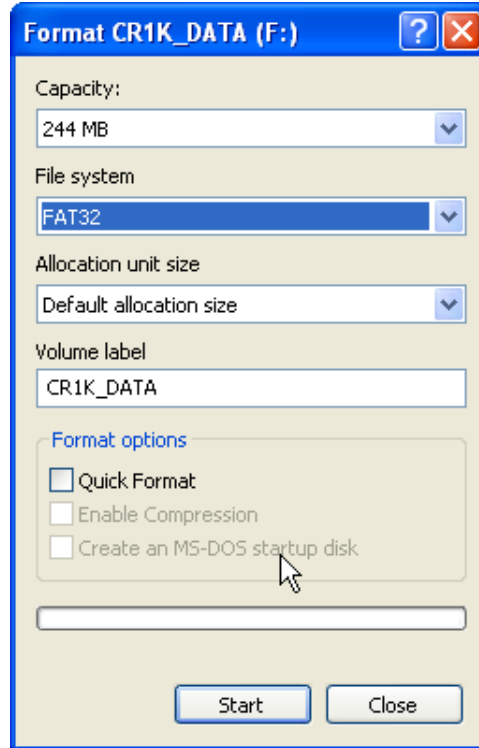 Format CR1K_DATA (F:)
Capacity:
244 MB
File system
FAT32
Allocation unit size
Default allocation size
Volume label
CR1K_DATA
Format options
Quick Format
Enable Compression
Create an MS-DOS startup disk
Start
Close